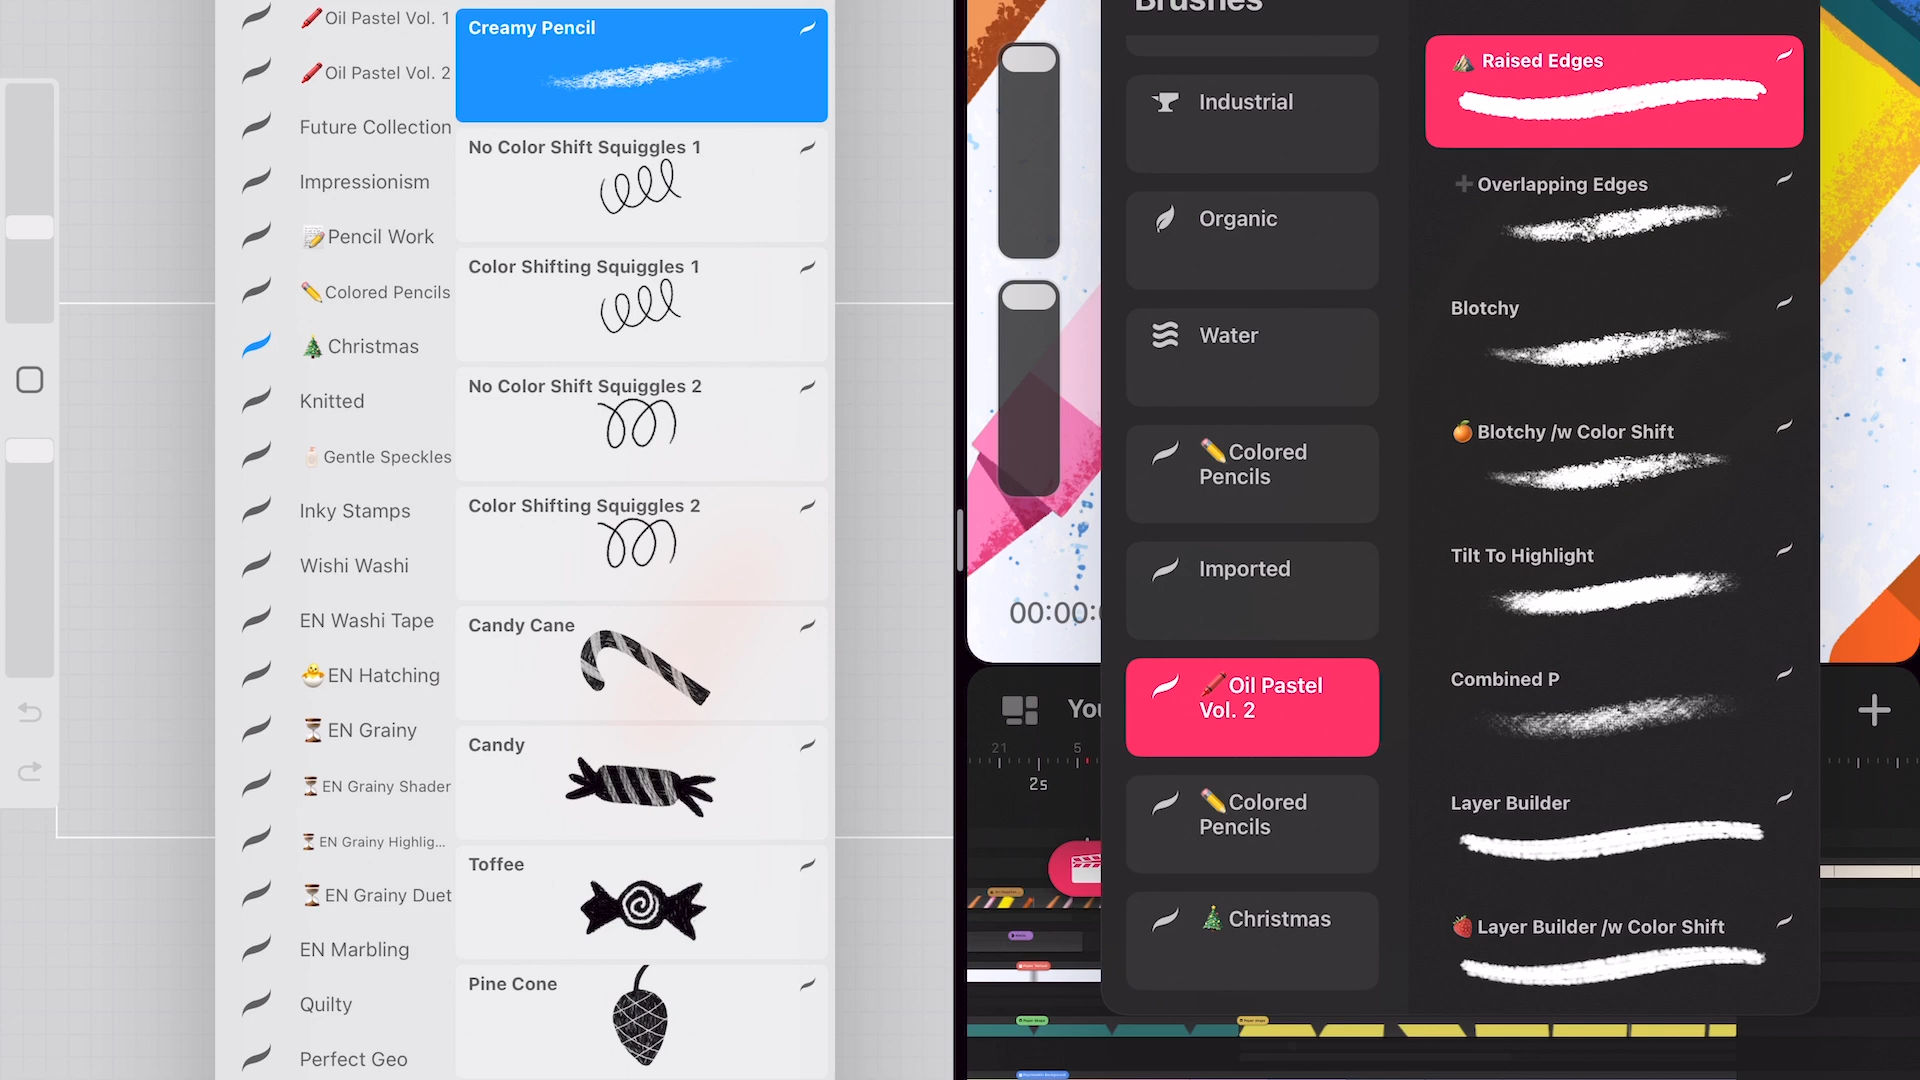 Oil Pastel Vol. 1
Oil Pastel Vol. 2
Future Collection
Impressionism
Pencil Work
Colored Pencils
Christmas
Knitted
Gentle Speckles
Inky Stamps
Wishi Washi
EN Washi Tape
EN Hatching
EN Grainy
EN Grainy Shader
EN Grainy Highlig...
EN Grainy Duet
EN Marbling
Quilty
Perfect Geo
Creamy Pencil
No Color Shift Squiggles 1
Color Shifting Squiggles 1
No Color Shift Squiggles 2
Color Shifting Squiggles 2
Candy Cane
Candy
Toffee
Pine Cone
00:00:0
You
21
5
2s
Brushes
Industrial
Organic
Water
Colored
Pencils
Imported
Oil Pastel
Vol. 2
Colored
Pencils
Christmas
Raised Edges
Overlapping Edges
Blotchy
Blotchy /w Color Shift
Tilt To Highlight
Combined P
Layer Builder
Layer Builder /w Color Shift